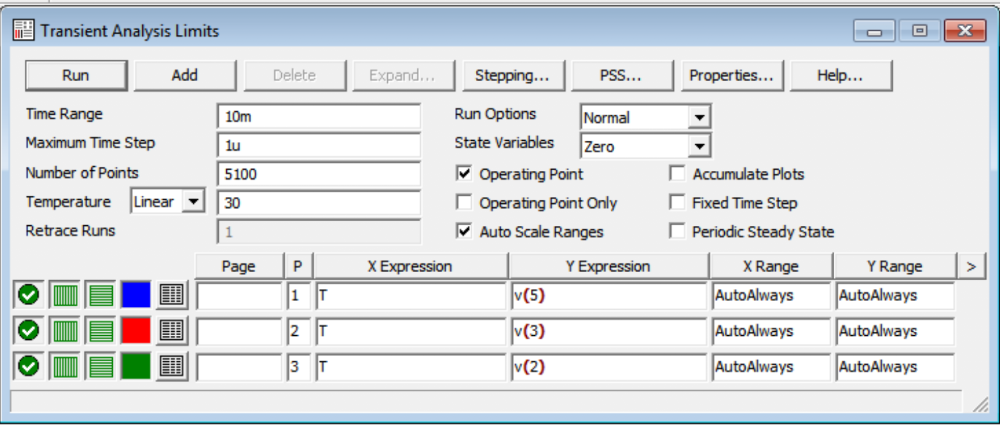 Transient Analysis Limits
Run Add Delete Expand... Stepping... PSS... Properties... Help...
Time Range 10m Run Options Normal
Maximum Time Step 1u State Variables Zero
Number of Points 5100 Operating Point Accumulate Plots
Temperature Linear 30 Operating Point Only Fixed Time Step
Retrace Runs 1 Auto Scale Ranges Periodic Steady State
Page P X Expression Y Expression X Range Y Range >
1 T v(5) AutoAlways AutoAlways
2 T v(3) AutoAlways AutoAlways
3 T v(2) AutoAlways AutoAlways